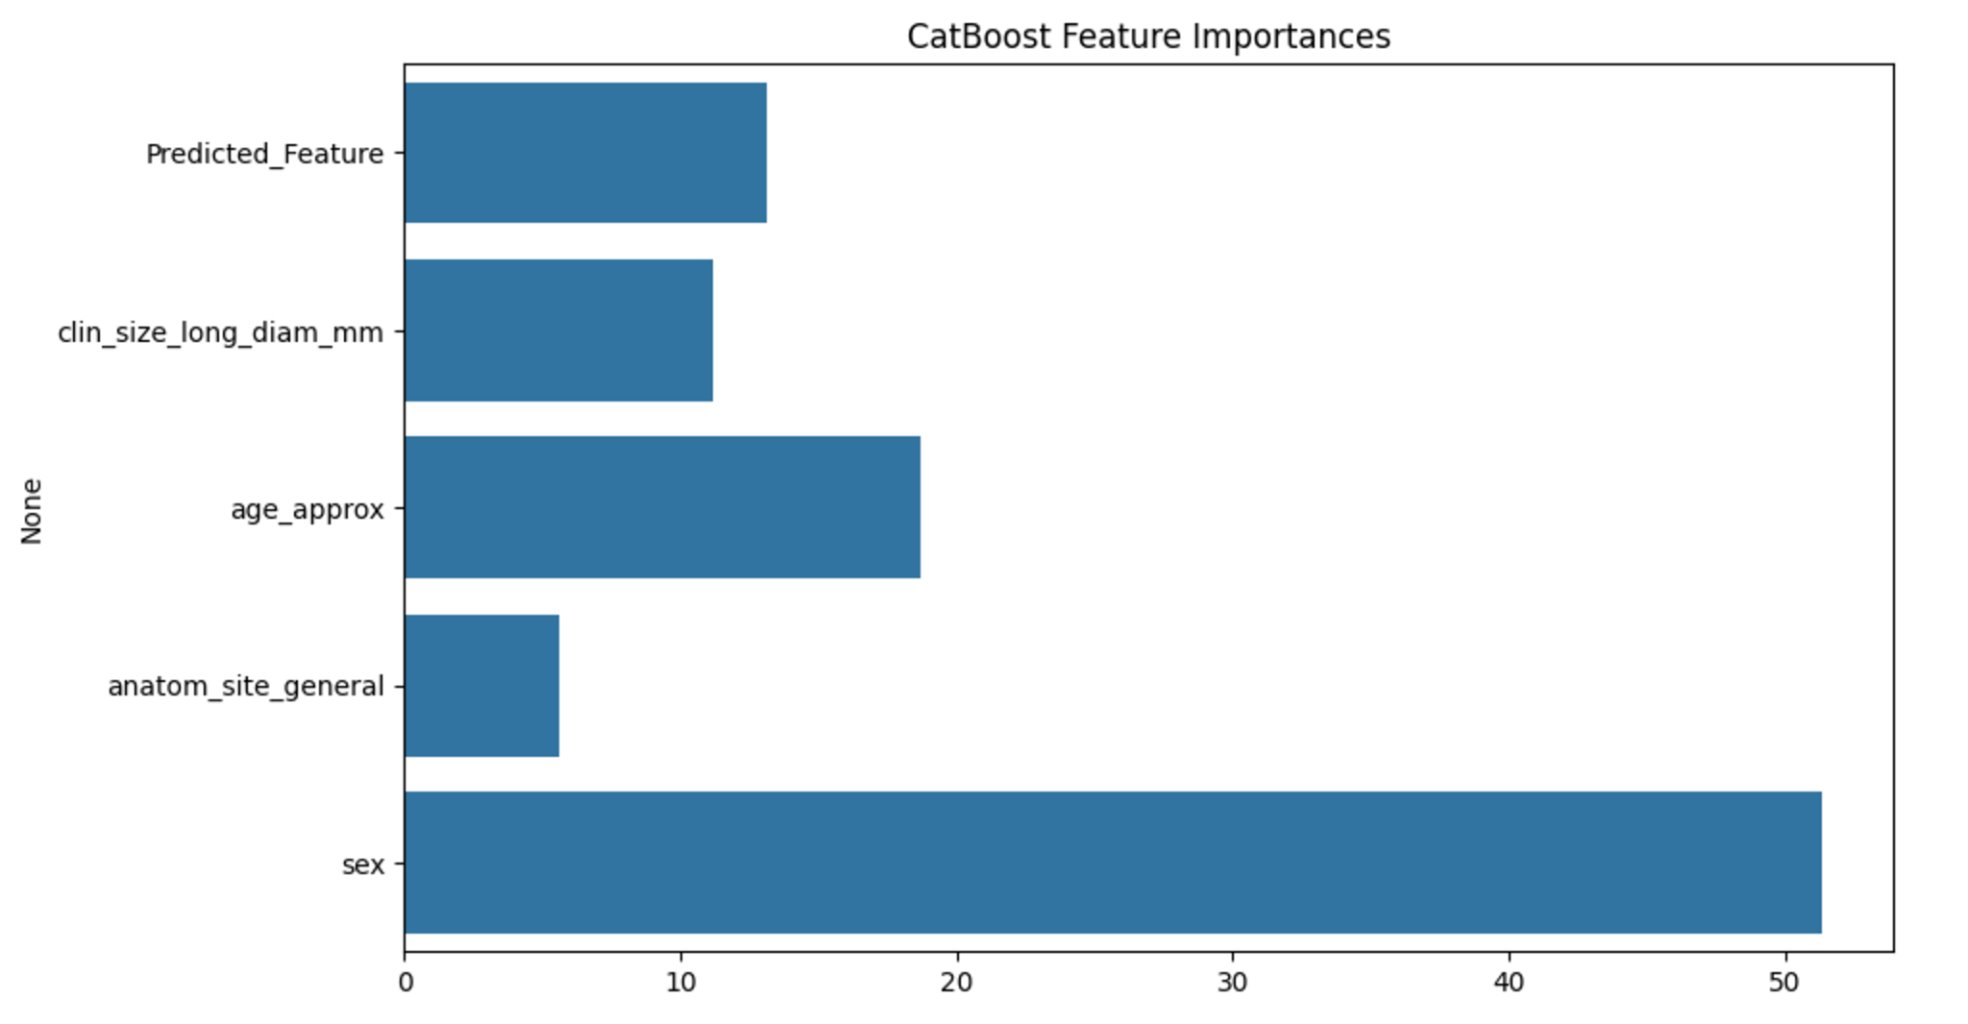 CatBoost Feature Importances
Predicted_Feature
clin_size_long_diam_mm
age_approx
anatom_site_general
sex
None
0 10 20 30 40 50